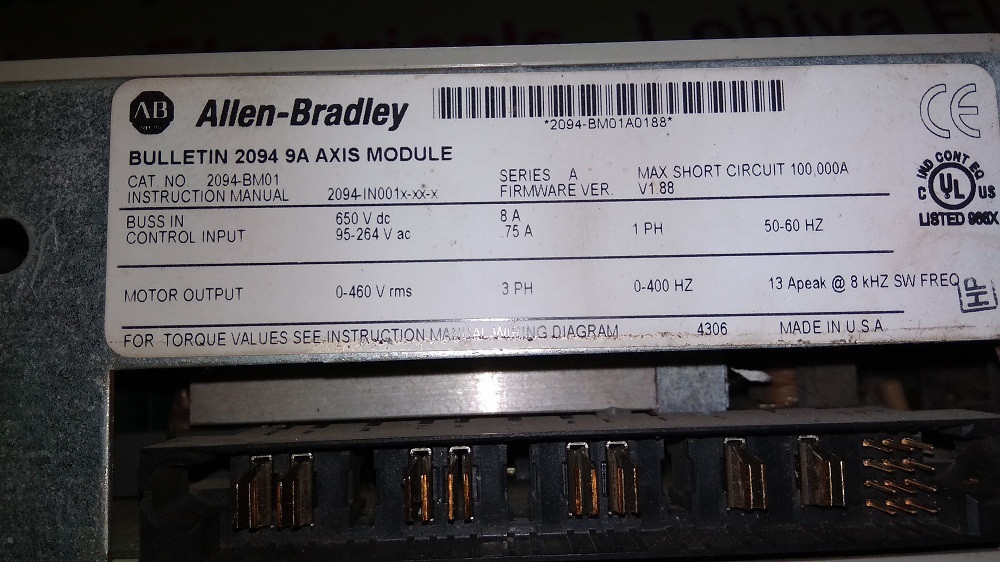 AB
Allen-Bradley
*2094-BM01A0188*
BULLETIN 2094 9A AXIS MODULE
CAT. NO 2094-BM01 SERIES A MAX SHORT CIRCUIT 100,000A
INSTRUCTION MANUAL 2094-IN001x-xx-x FIRMWARE VER. V1.88
BUSS IN 650 V dc 8 A
CONTROL INPUT 95-264 V ac .75 A 1 PH 50-60 HZ
MOTOR OUTPUT 0-460 V rms 3 PH 0-400 HZ 13 Apeak @ 8 kHZ SW FREQ
FOR TORQUE VALUES SEE INSTRUCTION MANUAL WIRING DIAGRAM 4306 MADE IN U.S.A
CE
IND CONT EQ
C UL US
LISTED
HP